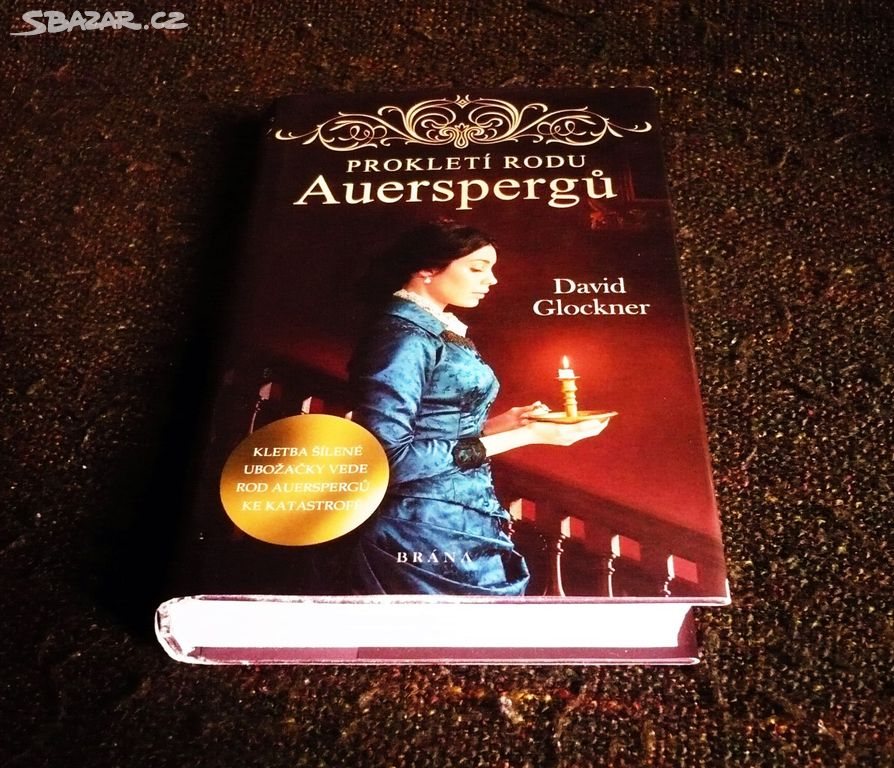 SBAZAR.CZ
PROKLETÍ RODU
Auerspergů
David
Glockner
KLETBA ŠÍLENÉ
UBOŽAČKY VEDE
ROD AUERSPERGŮ
KE KATASTROFĚ
BRÁNA